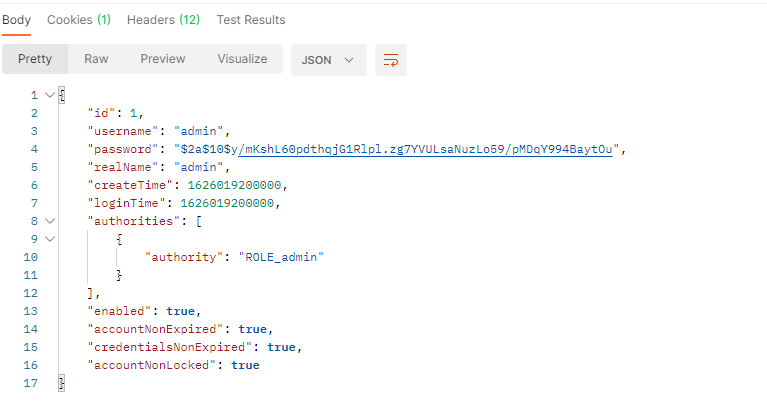 Body Cookies (1) Headers (12) Test Results
Pretty Raw Preview Visualize JSON
1 {
2 "id": 1,
3 "username": "admin",
4 "password": "$2a$10$y/mKshL60pdthqjG1Rlpl.zg7YVULsaNuzLo59/pMDqY994BaytOu",
5 "realName": "admin",
6 "createTime": 1626019200000,
7 "loginTime": 1626019200000,
8 "authorities": [
9 {
10 "authority": "ROLE_admin"
11 }
12 ],
13 "enabled": true,
14 "accountNonExpired": true,
15 "credentialsNonExpired": true,
16 "accountNonLocked": true
17 }